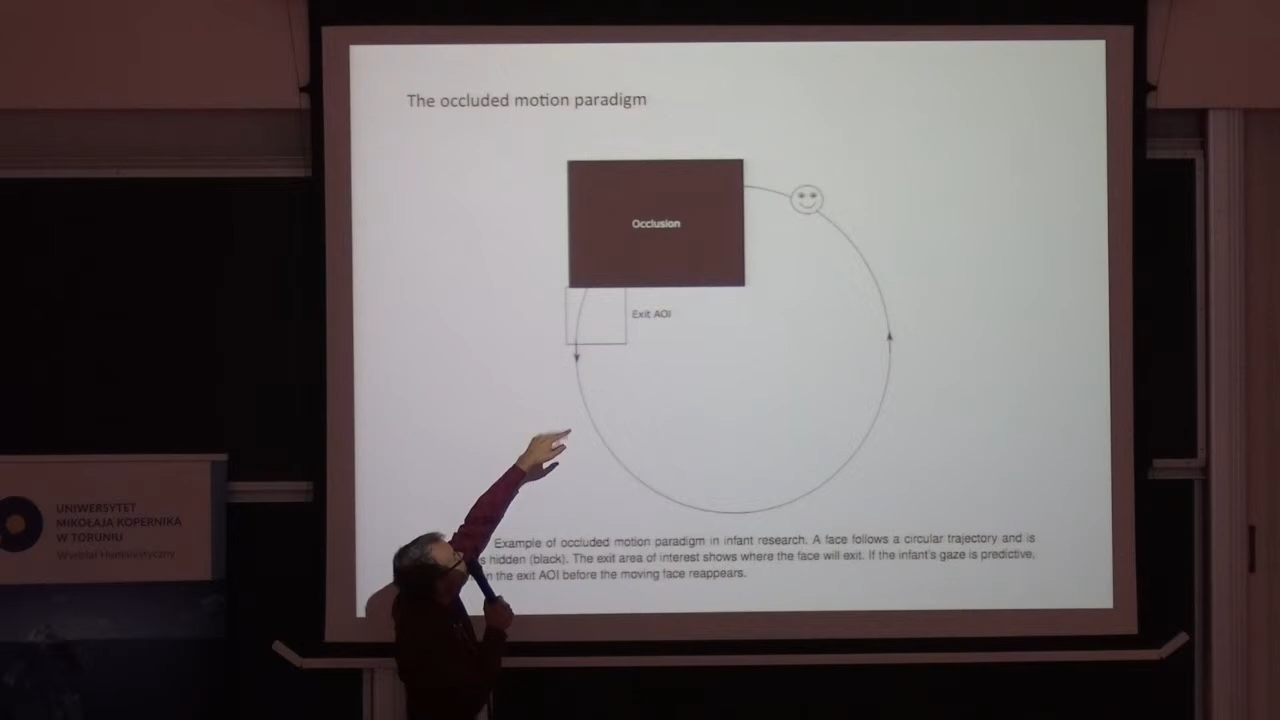 The occluded motion paradigm
Occlusion
Exit AOI
Example of occluded motion paradigm in infant research. A face follows a circular trajectory and is
hidden (black). The exit area of interest shows where the face will exit. If the infant's gaze is predictive,
the exit AOI before the moving face reappears.
UNIWERSYTET
MIKOŁAJA KOPERNIKA
W TORUNIU
Wydział Humanistyczny